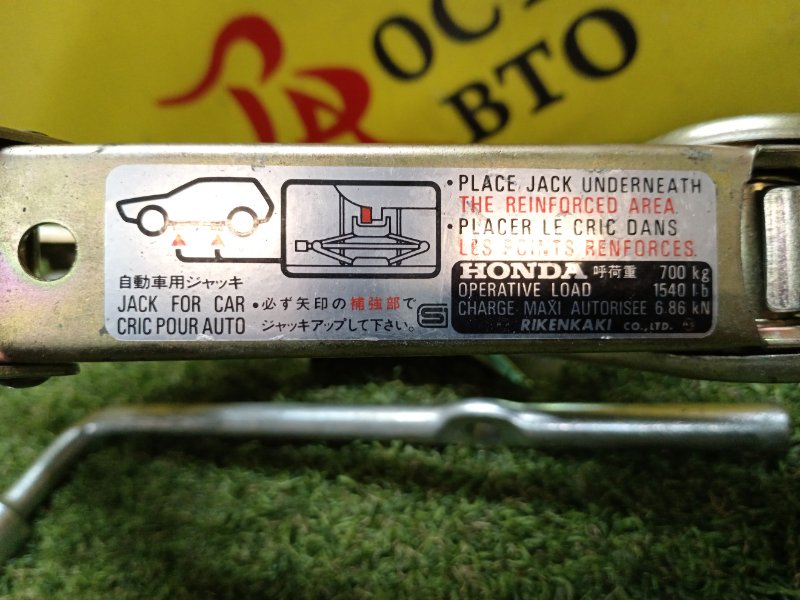 ОСТ
ВТО
自動車用ジャッキ
JACK FOR CAR
CRIC POUR AUTO
•必ず矢印の補強部で
ジャッキアップして下さい。
• PLACE JACK UNDERNEATH
THE REINFORCED AREA.
• PLACER LE CRIC DANS
LES POINTS RENFORCES.
HONDA 呼荷重 700 kg
OPERATIVE LOAD 1540 lb
CHARGE MAXI AUTORISEE 6.86 kN
RIKENKAKI CO.,LTD.